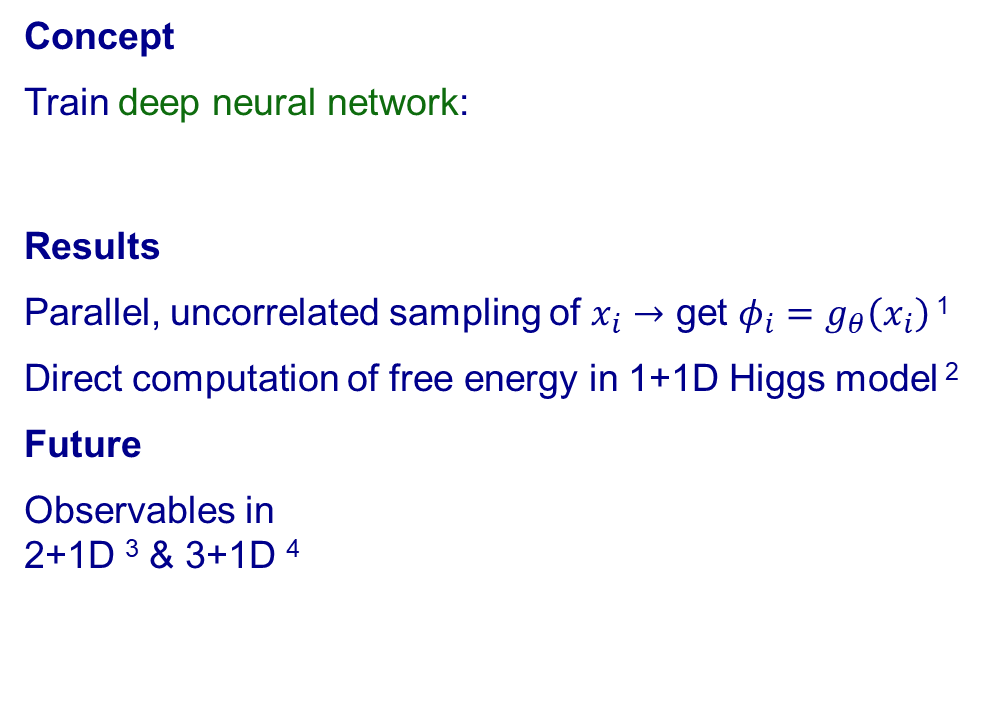 Concept
Train deep neural network:
Results
Parallel, uncorrelated sampling of 𝑥ᵢ → get 𝜙ᵢ = 𝑔_θ(𝑥ᵢ) ¹
Direct computation of free energy in 1+1D Higgs model ²
Future
Observables in
2+1D ³ & 3+1D ⁴